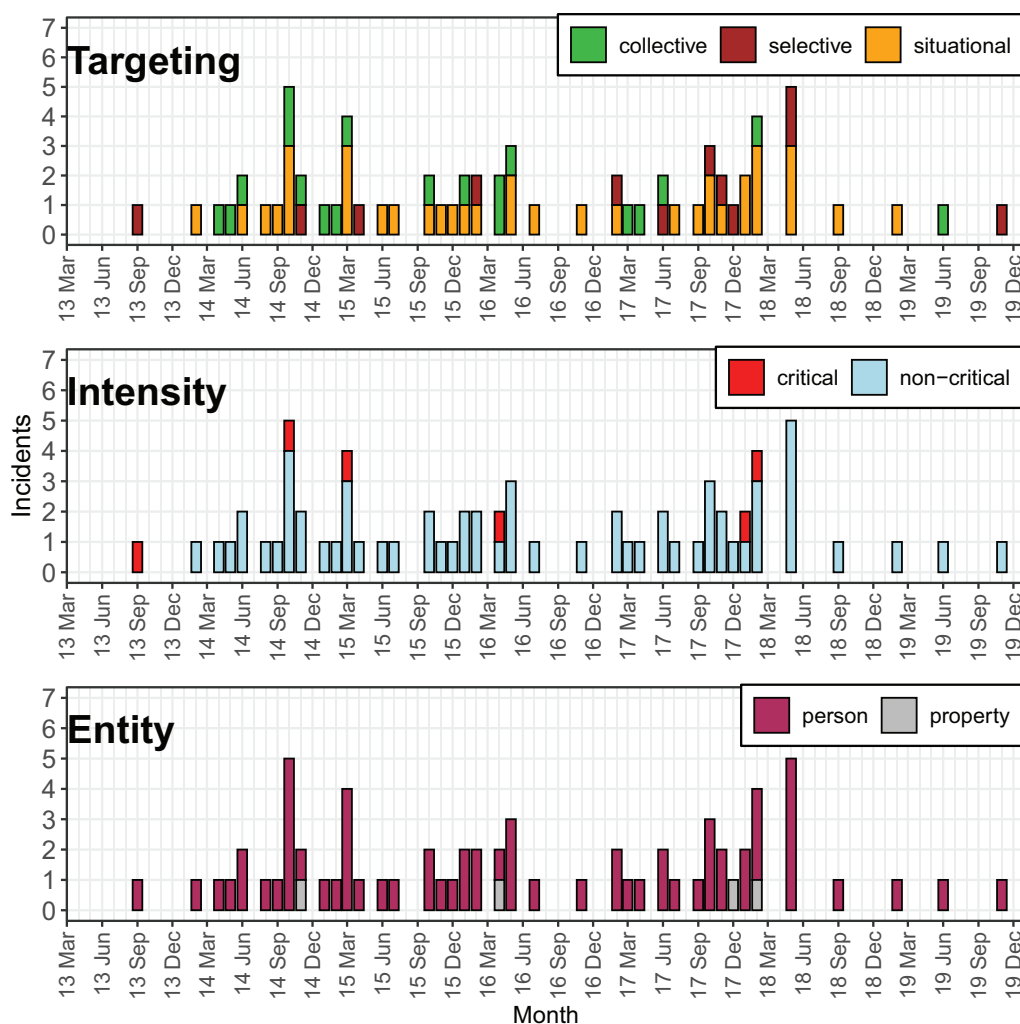 Targeting
collective selective situational
7
6
5
4
3
2
1
0
13 Mar 13 Jun 13 Sep 13 Dec 14 Mar 14 Jun 14 Sep 14 Dec 15 Mar 15 Jun 15 Sep 15 Dec 16 Mar 16 Jun 16 Sep 16 Dec 17 Mar 17 Jun 17 Sep 17 Dec 18 Mar 18 Jun 18 Sep 18 Dec 19 Mar 19 Jun 19 Sep 19 Dec
Incidents
Intensity
critical non−critical
7
6
5
4
3
2
1
0
13 Mar 13 Jun 13 Sep 13 Dec 14 Mar 14 Jun 14 Sep 14 Dec 15 Mar 15 Jun 15 Sep 15 Dec 16 Mar 16 Jun 16 Sep 16 Dec 17 Mar 17 Jun 17 Sep 17 Dec 18 Mar 18 Jun 18 Sep 18 Dec 19 Mar 19 Jun 19 Sep 19 Dec
Entity
person property
7
6
5
4
3
2
1
0
13 Mar 13 Jun 13 Sep 13 Dec 14 Mar 14 Jun 14 Sep 14 Dec 15 Mar 15 Jun 15 Sep 15 Dec 16 Mar 16 Jun 16 Sep 16 Dec 17 Mar 17 Jun 17 Sep 17 Dec 18 Mar 18 Jun 18 Sep 18 Dec 19 Mar 19 Jun 19 Sep 19 Dec
Month